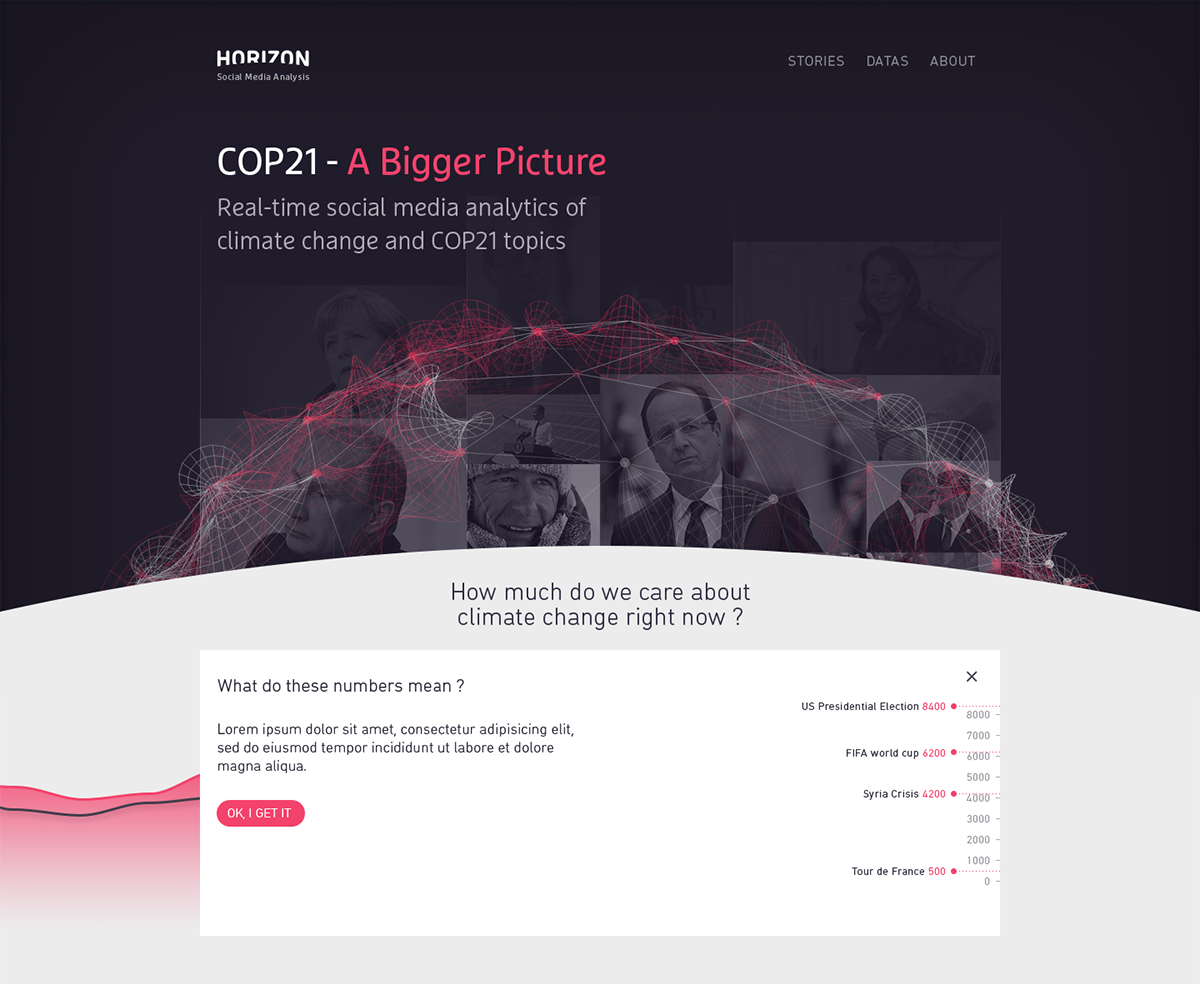 HORIZON
Social Media Analysis
STORIES DATAS ABOUT
COP21 - A Bigger Picture
Real-time social media analytics of
climate change and COP21 topics
How much do we care about
climate change right now ?
What do these numbers mean ?
Lorem ipsum dolor sit amet, consectetur adipisicing elit,
sed do eiusmod tempor incididunt ut labore et dolore
magna aliqua.
OK, I GET IT
US Presidential Election 8400
8000
7000
FIFA world cup 6200
6000
5000
Syria Crisis 4200
4000
3000
2000
1000
Tour de France 500
0